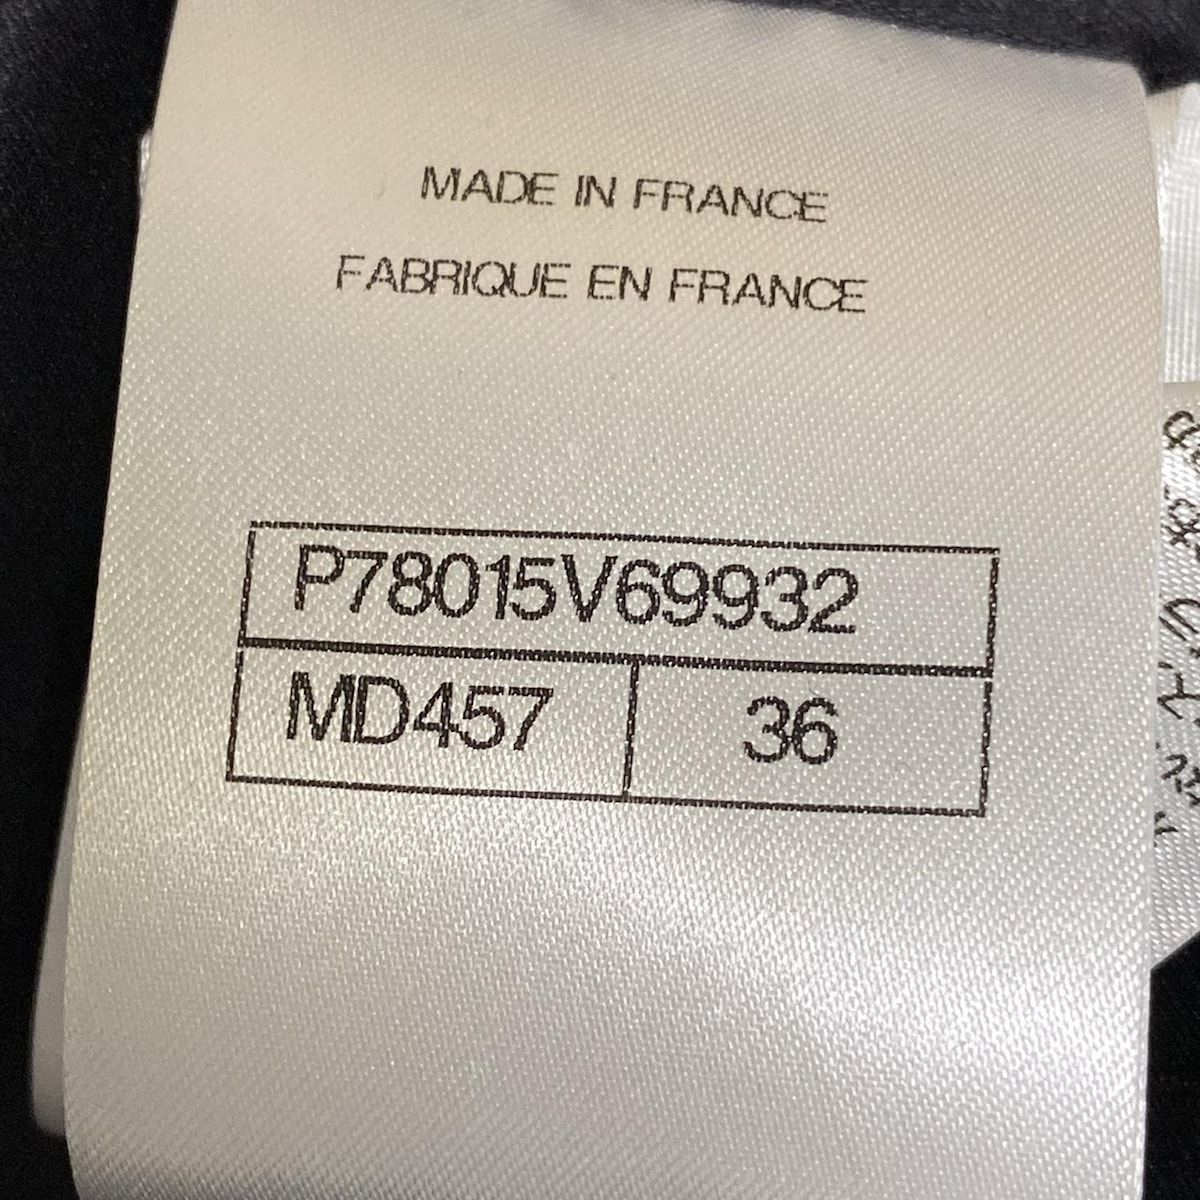 MADE IN FRANCE
FABRIQUE EN FRANCE
P78015V69932
MD457 36